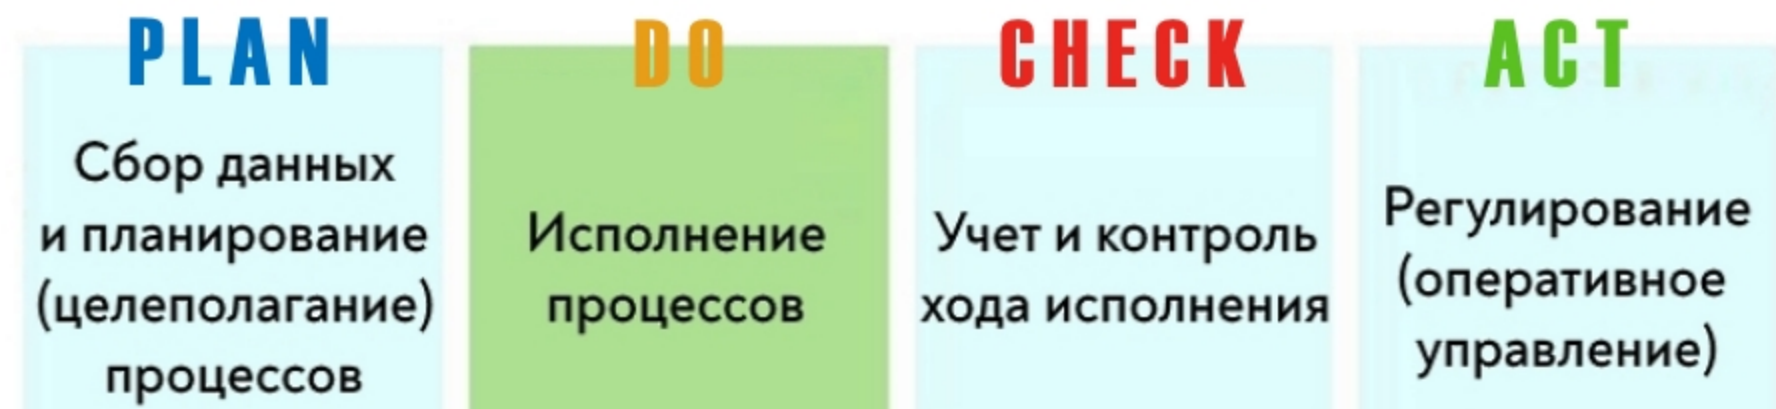 PLAN
Сбор данных
и планирование
(целеполагание)
процессов
DO
Исполнение
процессов
CHECK
Учет и контроль
хода исполнения
ACT
Регулирование
(оперативное
управление)